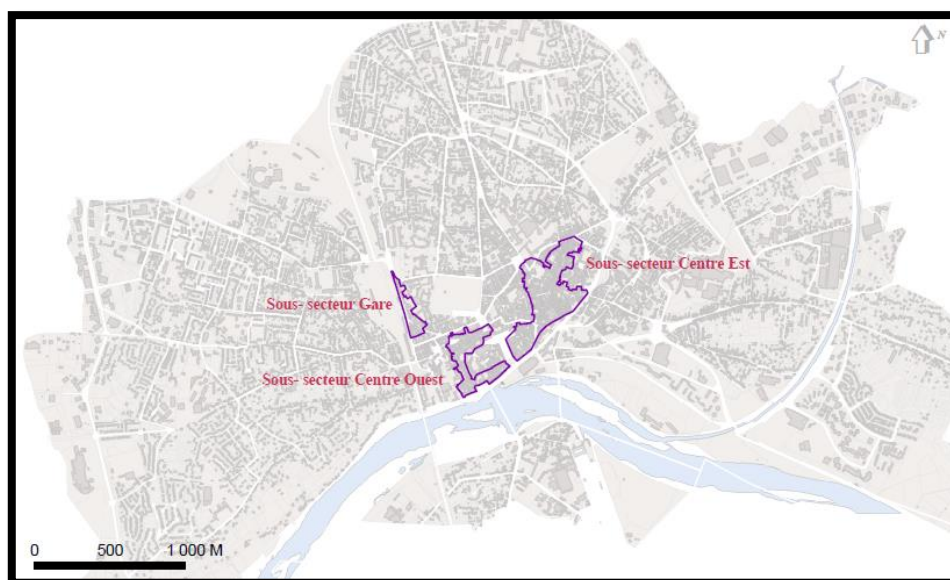 N
Sous- secteur Centre Est
Sous- secteur Gare
Sous- secteur Centre Ouest
0 500 1 000 M